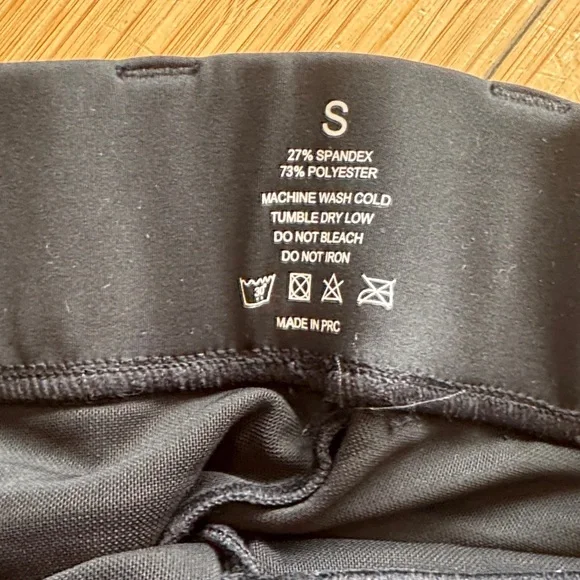 S
27% SPANDEX
73% POLYESTER
MACHINE WASH COLD
TUMBLE DRY LOW
DO NOT BLEACH
DO NOT IRON
30
MADE IN PRC